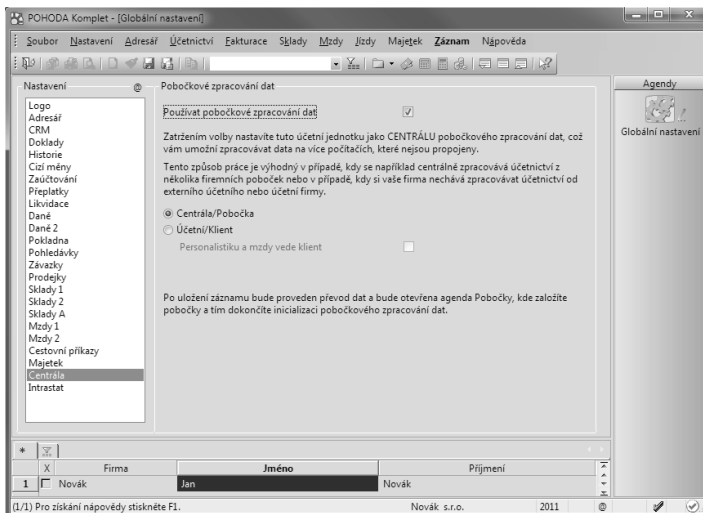 POHODA Komplet - [Globální nastavení]
Soubor Nastavení Adresář Účetnictví Fakturace Sklady Mzdy Jízdy Majetek Záznam Nápověda
Nastavení @
Logo
Adresář
CRM
Doklady
Historie
Cizí měny
Zaúčtování
Přeplatky
Likvidace
Daně
Daně 2
Pokladna
Pohledávky
Závazky
Prodejky
Sklady 1
Sklady 2
Sklady A
Mzdy 1
Mzdy 2
Cestovní příkazy
Majetek
Centrála
Intrastat
Pobočkové zpracování dat
Používat pobočkové zpracování dat
Zatržením volby nastavíte tuto účetní jednotku jako CENTRÁLU pobočkového zpracování dat, což
vám umožní zpracovávat data na více počítačích, které nejsou propojeny.
Tento způsob práce je výhodný v případě, kdy se například centrálně zpracovává účetnictví z
několika firemních poboček nebo v případě, kdy si vaše firma nechává zpracovávat účetnictví od
externího účetního nebo účetní firmy.
Centrála/Pobočka
Účetní/Klient
Personalistiku a mzdy vede klient
Po uložení záznamu bude proveden převod dat a bude otevřena agenda Pobočky, kde založíte
pobočky a tím dokončíte inicializaci pobočkového zpracování dat.
Agendy
Globální nastavení
*
X Firma Jméno Příjmení
1 Novák Jan Novák
(1/1) Pro získání nápovědy stiskněte F1. Novák s.r.o. 2011 @